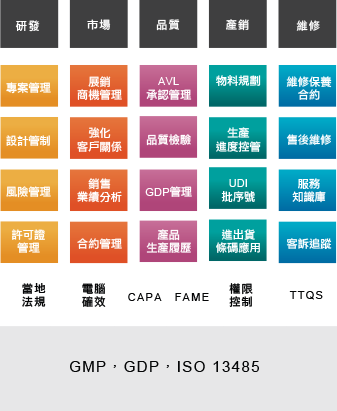 研發 市場 品質 產銷 維修
專案管理 展銷 商機管理 AVL 承認管理 物料規劃 維修保養 合約
設計管制 強化 客戶關係 品質檢驗 生產 進度控管 售後維修
風險管理 銷售 業績分析 GDP管理 UDI 批序號 服務 知識庫
許可證 管理 合約管理 產品 生產履歷 進出貨 條碼應用 客訴追蹤
當地 法規 電腦 確效 CAPA FAME 權限 控制 TTQS
GMP，GDP，ISO 13485